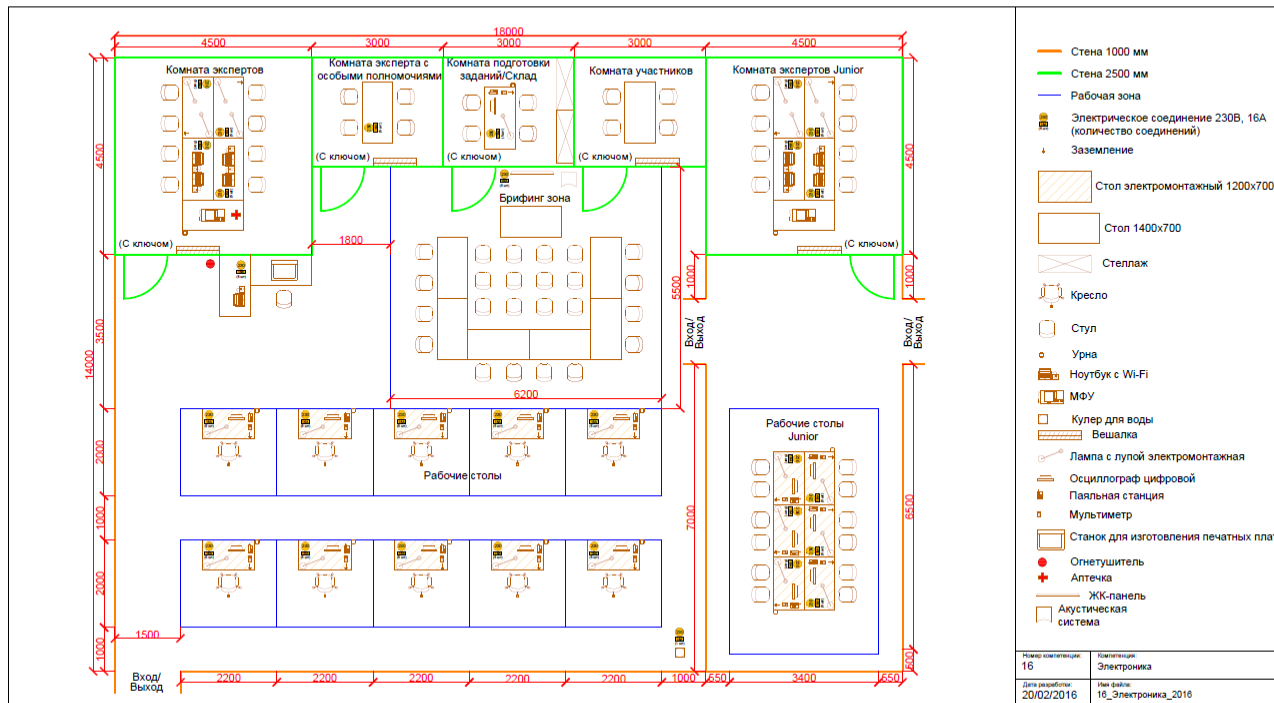 18000
4500
3000
3000
3000
4500
Комната экспертов
Комната эксперта с
особыми полномочиями
Комната подготовки
заданий/Склад
Комната участников
Комната экспертов Junior
4500
4500
(С ключом)
(С ключом)
(С ключом)
(С ключом)
(С ключом)
Брифинг зона
1800
5500
1000
1000
3500
14000
Вход/
Выход
Вход/
Выход
6200
2000
Рабочие столы
Рабочие столы
Junior
1000
7000
6500
2000
1500
1000
500
Вход/
Выход
2200
2200
2200
2200
2200
1000
550
3400
550
Стена 1000 мм
Стена 2500 мм
Рабочая зона
Электрическое соединение 230В, 16А
(количество соединений)
Заземление
Стол электромонтажный 1200х700
Стол 1400х700
Стеллаж
Кресло
Стул
Урна
Ноутбук с Wi-Fi
МФУ
Кулер для воды
Вешалка
Лампа с лупой электромонтажная
Осциллограф цифровой
Паяльная станция
Мультиметр
Станок для изготовления печатных плат
Огнетушитель
Аптечка
ЖК-панель
Акустическая
система
Номер компетенции:
16
Компетенция:
Электроника
Дата разработки:
20/02/2016
Имя файла:
16_Электроника_2016